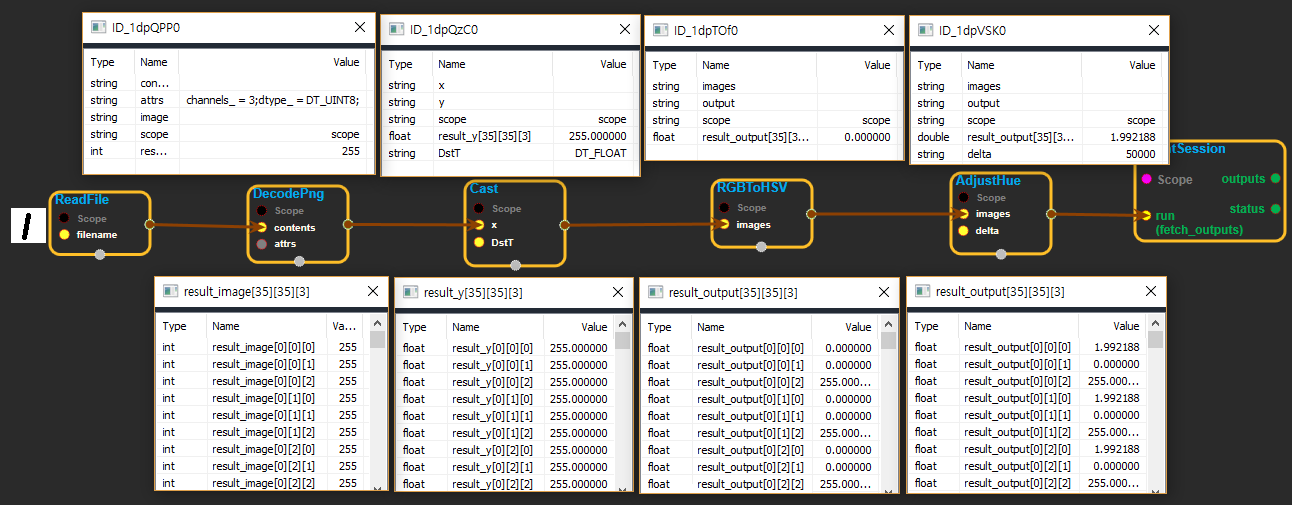 ID_1dpQPP0
Type Name Value
string con...
string attrs channels_ = 3;dtype_ = DT_UINT8;
string image
string scope scope
int res... 255
ID_1dpQzC0
Type Name Value
string x
string y
string scope scope
float result_y[35][35][3] 255.000000
string DstT DT_FLOAT
ID_1dpTOf0
Type Name Value
string images
string output
string scope scope
float result_output[35][3... 0.000000
ID_1dpVSK0
Type Name Value
string images
string output
string scope scope
double result_output[35][3... 1.992188
string delta 50000
ReadFile
Scope
filename
DecodePng
Scope
contents
attrs
Cast
Scope
x
DstT
RGBToHSV
Scope
images
AdjustHue
Scope
images
delta
ntSession
Scope outputs
status
run
(fetch_outputs)
result_image[35][35][3]
Type Name Va...
int result_image[0][0][0] 255
int result_image[0][0][1] 255
int result_image[0][0][2] 255
int result_image[0][1][0] 255
int result_image[0][1][1] 255
int result_image[0][1][2] 255
int result_image[0][2][0] 255
int result_image[0][2][1] 255
int result_image[0][2][2] 255
result_y[35][35][3]
Type Name Value
float result_y[0][0][0] 255.000000
float result_y[0][0][1] 255.000000
float result_y[0][0][2] 255.000000
float result_y[0][1][0] 255.000000
float result_y[0][1][1] 255.000000
float result_y[0][1][2] 255.000000
float result_y[0][2][0] 255.000000
float result_y[0][2][1] 255.000000
float result_y[0][2][2] 255.000000
result_output[35][35][3]
Type Name Value
float result_output[0][0][0] 0.000000
float result_output[0][0][1] 0.000000
float result_output[0][0][2] 255.000...
float result_output[0][1][0] 0.000000
float result_output[0][1][1] 0.000000
float result_output[0][1][2] 255.000...
float result_output[0][2][0] 0.000000
float result_output[0][2][1] 0.000000
float result_output[0][2][2] 255.000...
result_output[35][35][3]
Type Name Value
float result_output[0][0][0] 1.992188
float result_output[0][0][1] 0.000000
float result_output[0][0][2] 255.000...
float result_output[0][1][0] 1.992188
float result_output[0][1][1] 0.000000
float result_output[0][1][2] 255.000...
float result_output[0][2][0] 1.992188
float result_output[0][2][1] 0.000000
float result_output[0][2][2] 255.000...